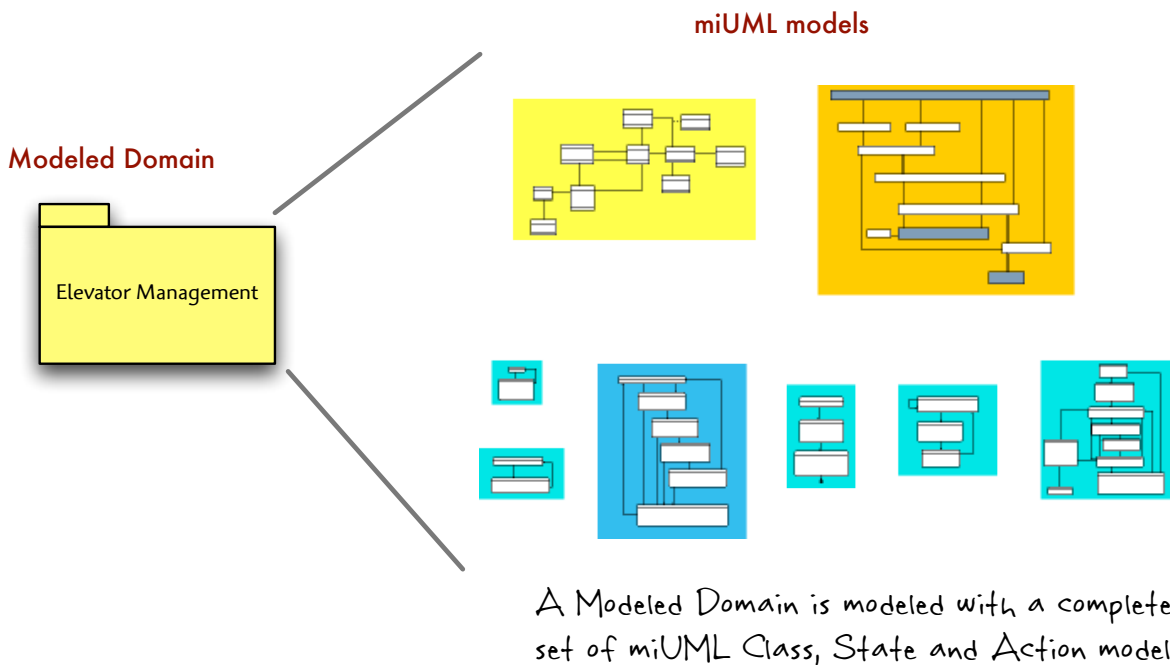 miUML models
Modeled Domain
Elevator Management
A Modeled Domain is modeled with a complete
set of miUML Class, State and Action model